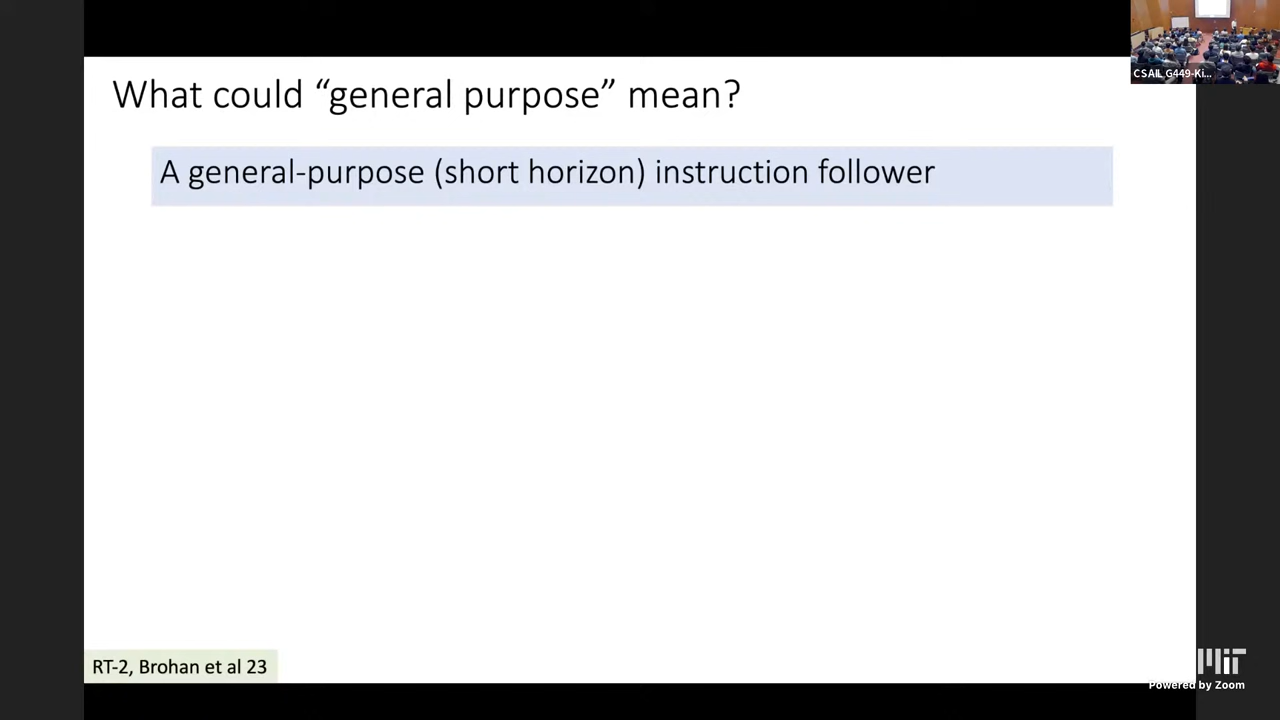 What could “general purpose” mean?
CSAIL G449-Ki...
A general-purpose (short horizon) instruction follower
RT-2, Brohan et al 23
MIT
Powered by Zoom